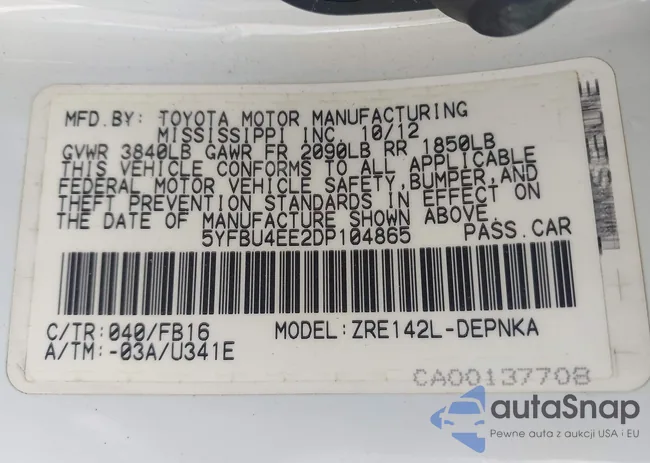 MFD.BY: TOYOTA MOTOR MANUFACTURING
MISSISSIPPI INC. 10/12
GVWR 3840LB GAWR FR 2090LB RR 1850LB
THIS VEHICLE CONFORMS TO ALL APPLICABLE
FEDERAL MOTOR VEHICLE SAFETY,BUMPER,AND
THEFT PREVENTION STANDARDS IN EFFECT ON
THE DATE OF MANUFACTURE SHOWN ABOVE.
5YFBU4EE2DP104865 PASS.CAR
C/TR:040/FB16 MODEL:ZRE142L-DEPNKA
A/TM:-03A/U341E
CA00137708
autaSnap
Pewne auta z aukcji USA i EU